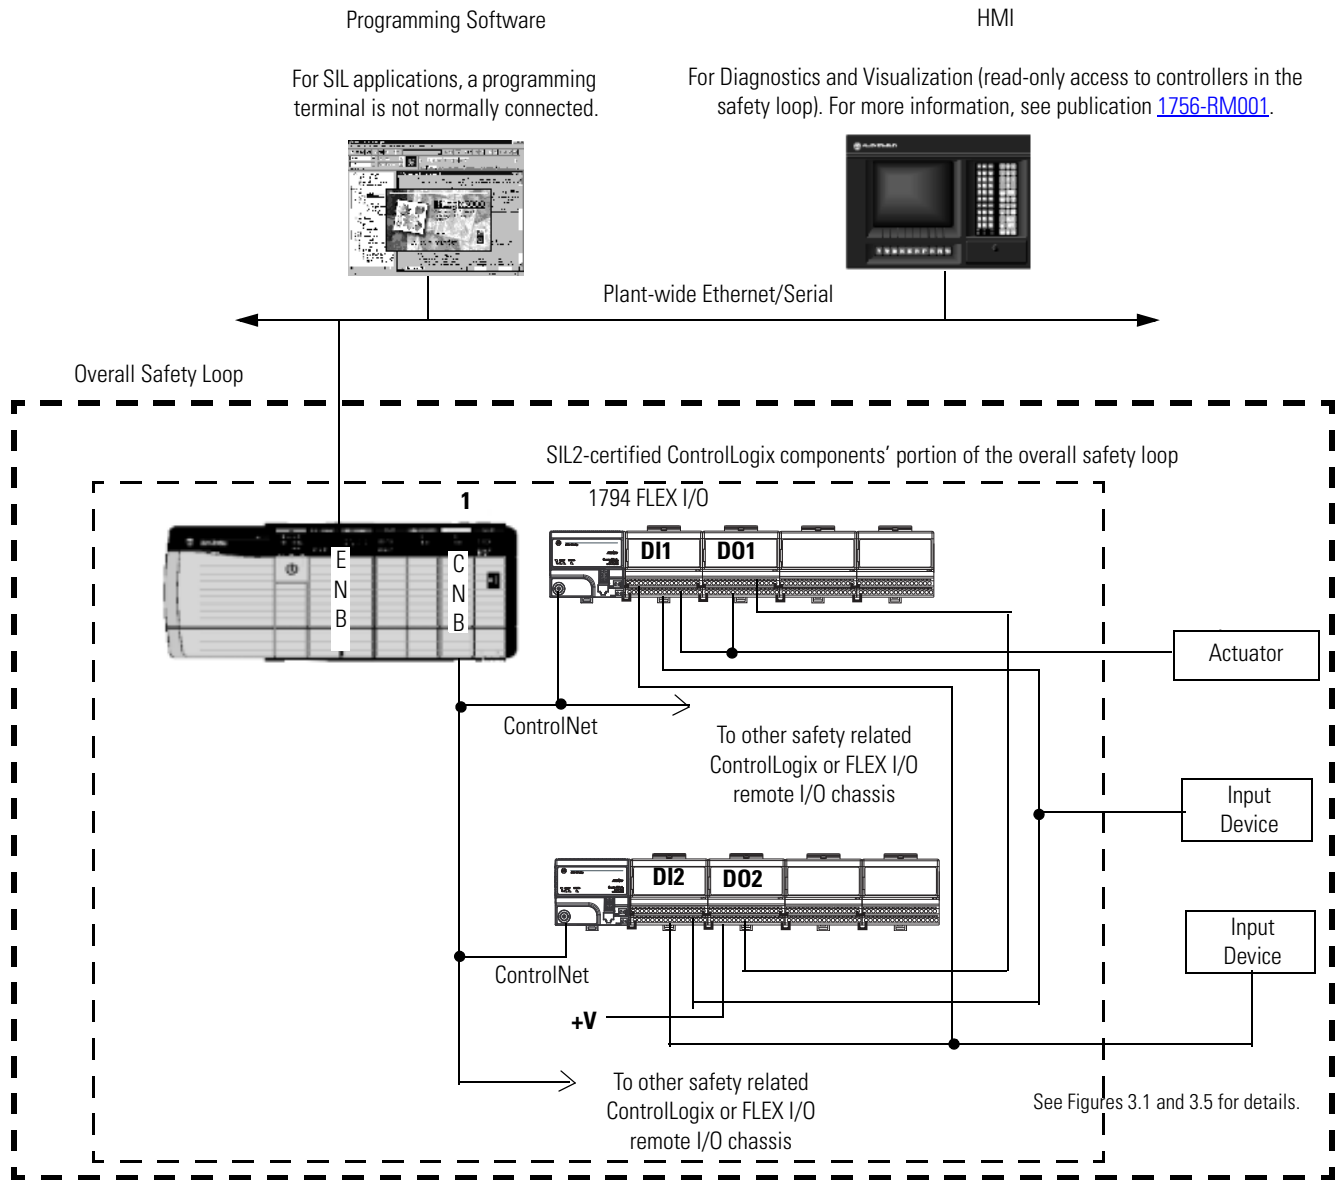 Programming Software
HMI
For SIL applications, a programming
terminal is not normally connected.
For Diagnostics and Visualization (read-only access to controllers in the
safety loop). For more information, see publication 1756-RM001.
Plant-wide Ethernet/Serial
Overall Safety Loop
SIL2-certified ControlLogix components’ portion of the overall safety loop
1
1794 FLEX I/O
E
N
B
C
N
B
DI1
DO1
Actuator
ControlNet
To other safety related
ControlLogix or FLEX I/O
remote I/O chassis
Input
Device
DI2
DO2
Input
Device
ControlNet
+V
To other safety related
ControlLogix or FLEX I/O
remote I/O chassis
See Figures 3.1 and 3.5 for details.